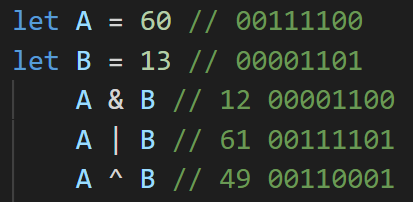 let A = 60 // 00111100
let B = 13 // 00001101
    A & B // 12 00001100
    A | B // 61 00111101
    A ^ B // 49 00110001